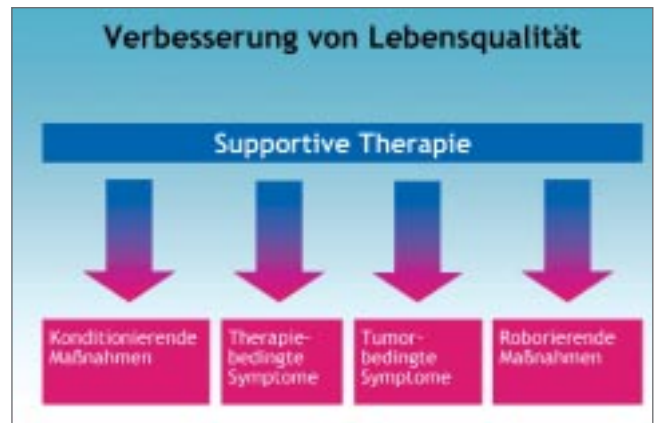 Verbesserung von Lebensqualität
Supportive Therapie
Konditionierende
Maßnahmen
Therapie-
bedingte
Symptome
Tumor-
bedingte
Symptome
Roborierende
Maßnahmen